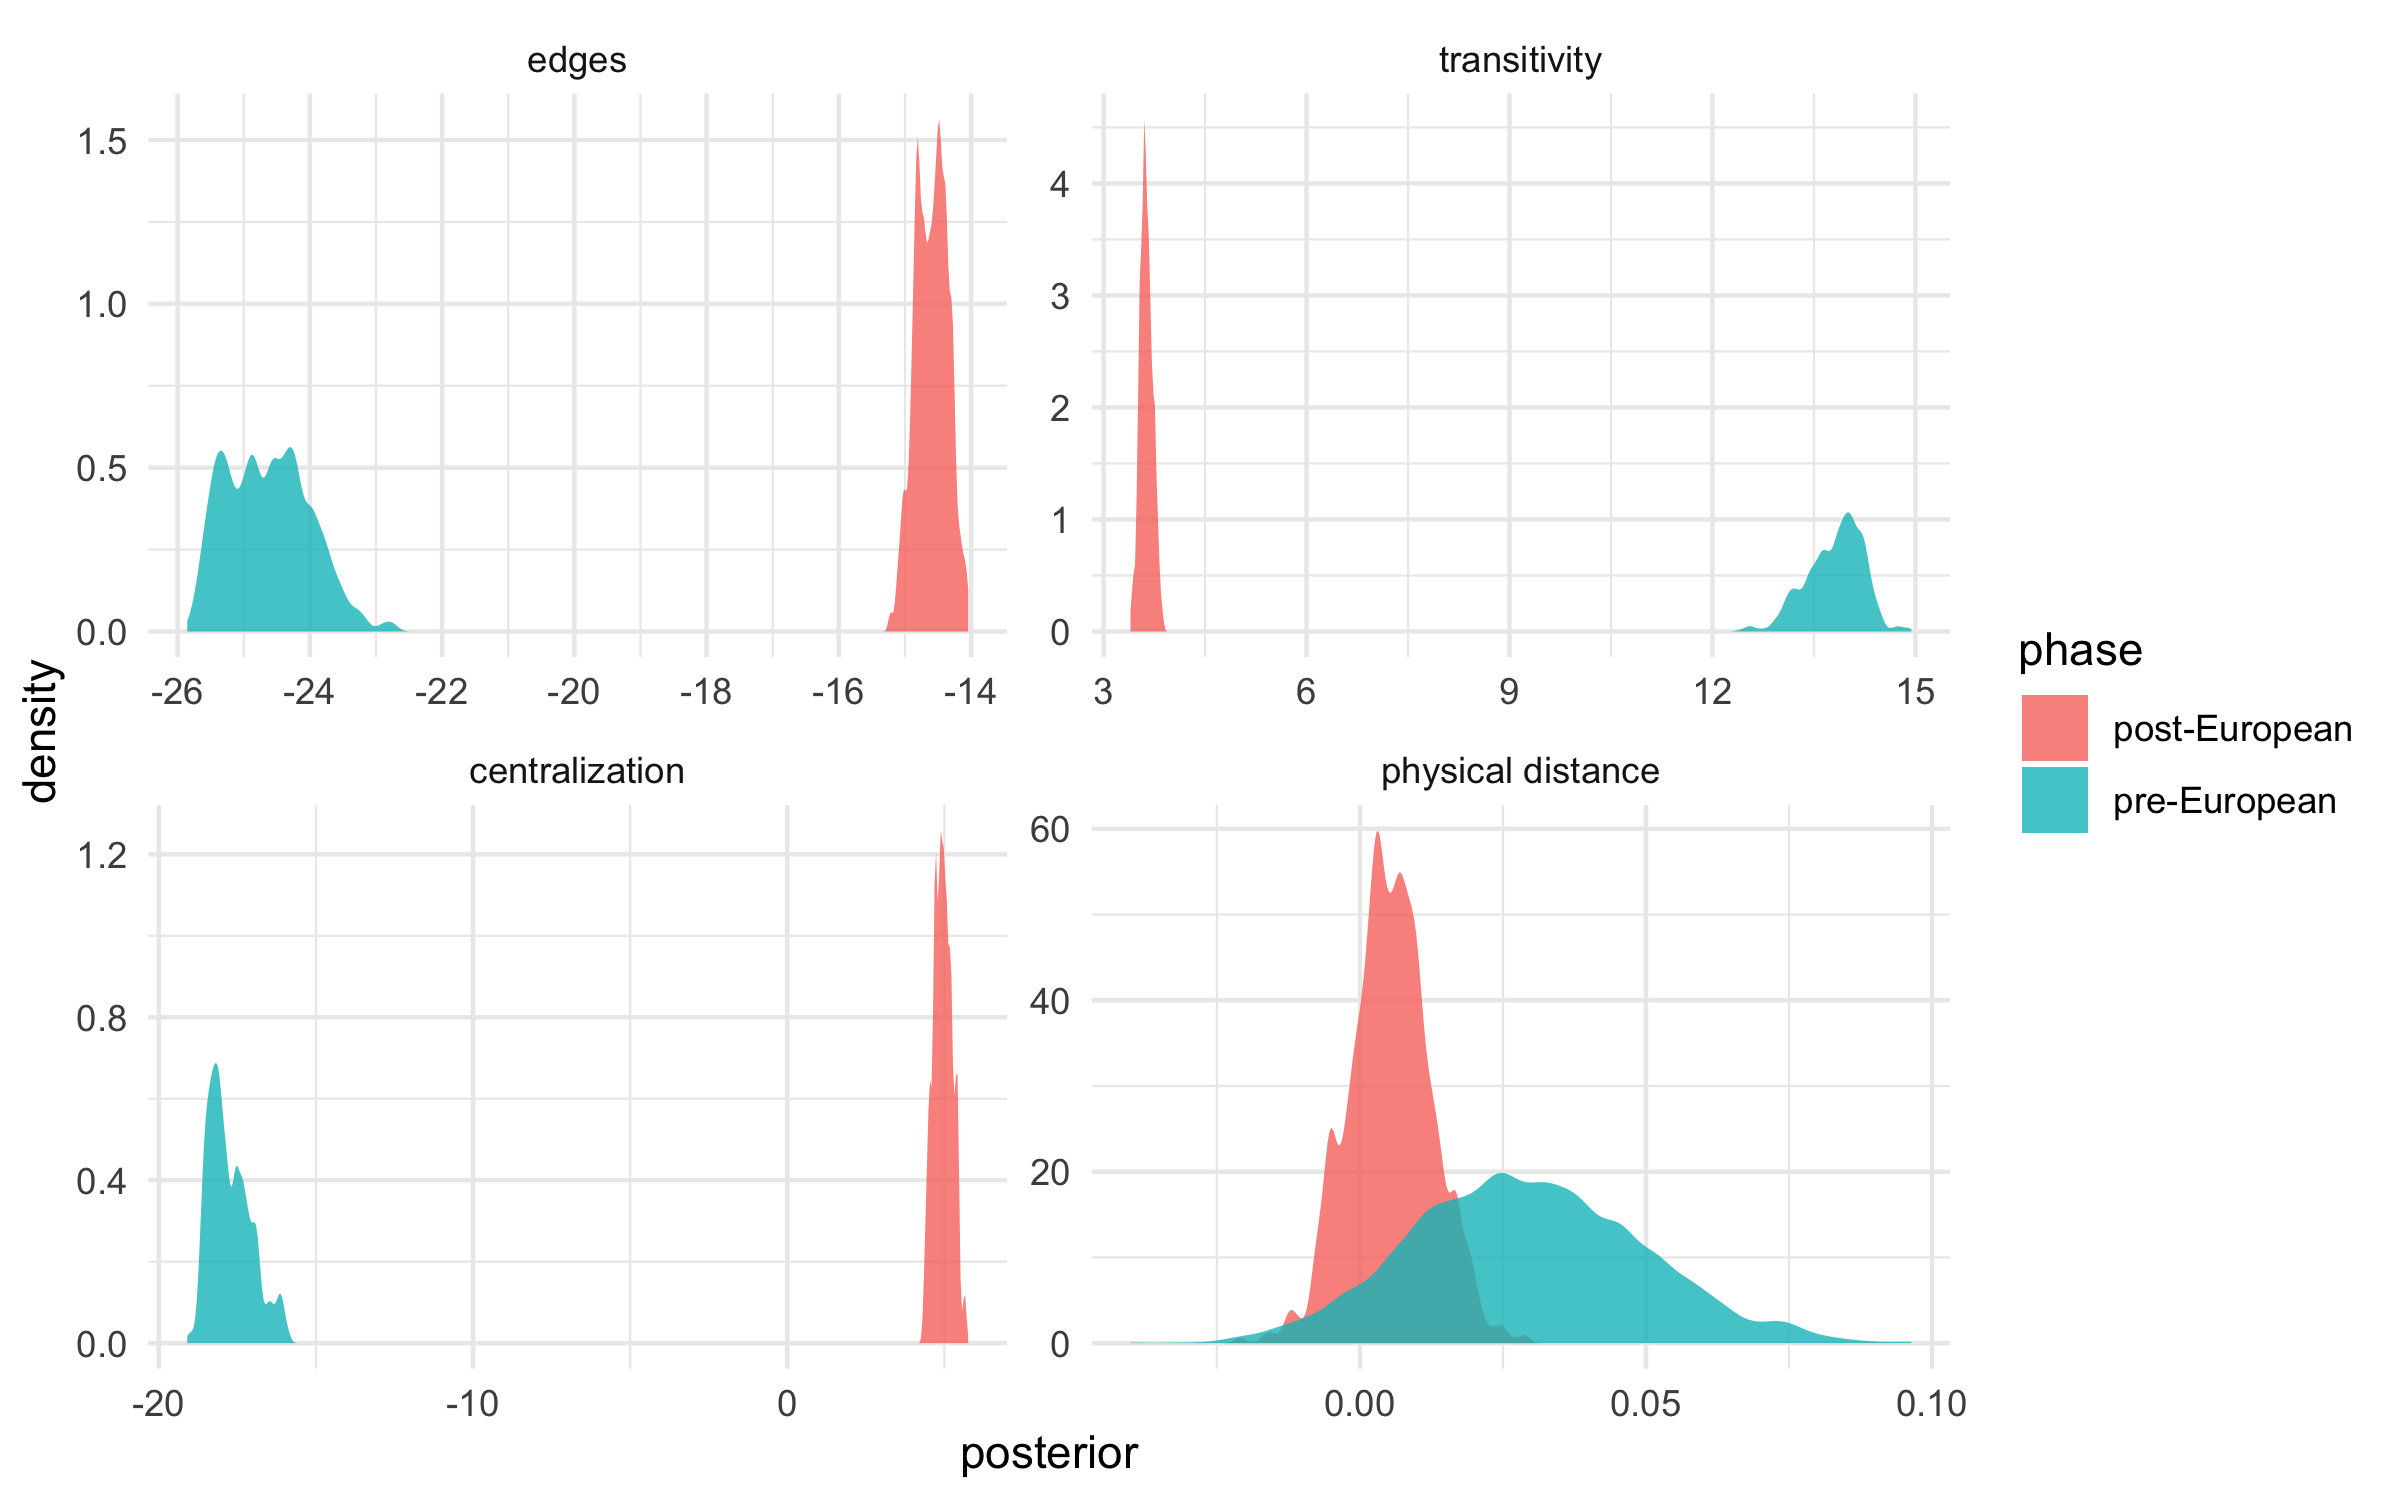 edges
transitivity
1.5
1.0
0.5
0.0
-26 -24 -22 -20 -18 -16 -14
4
3
2
1
0
3 6 9 12 15
centralization
physical distance
1.2
0.8
0.4
0.0
-20 -10 0
60
40
20
0
0.00 0.05 0.10
density
posterior
phase
post-European
pre-European